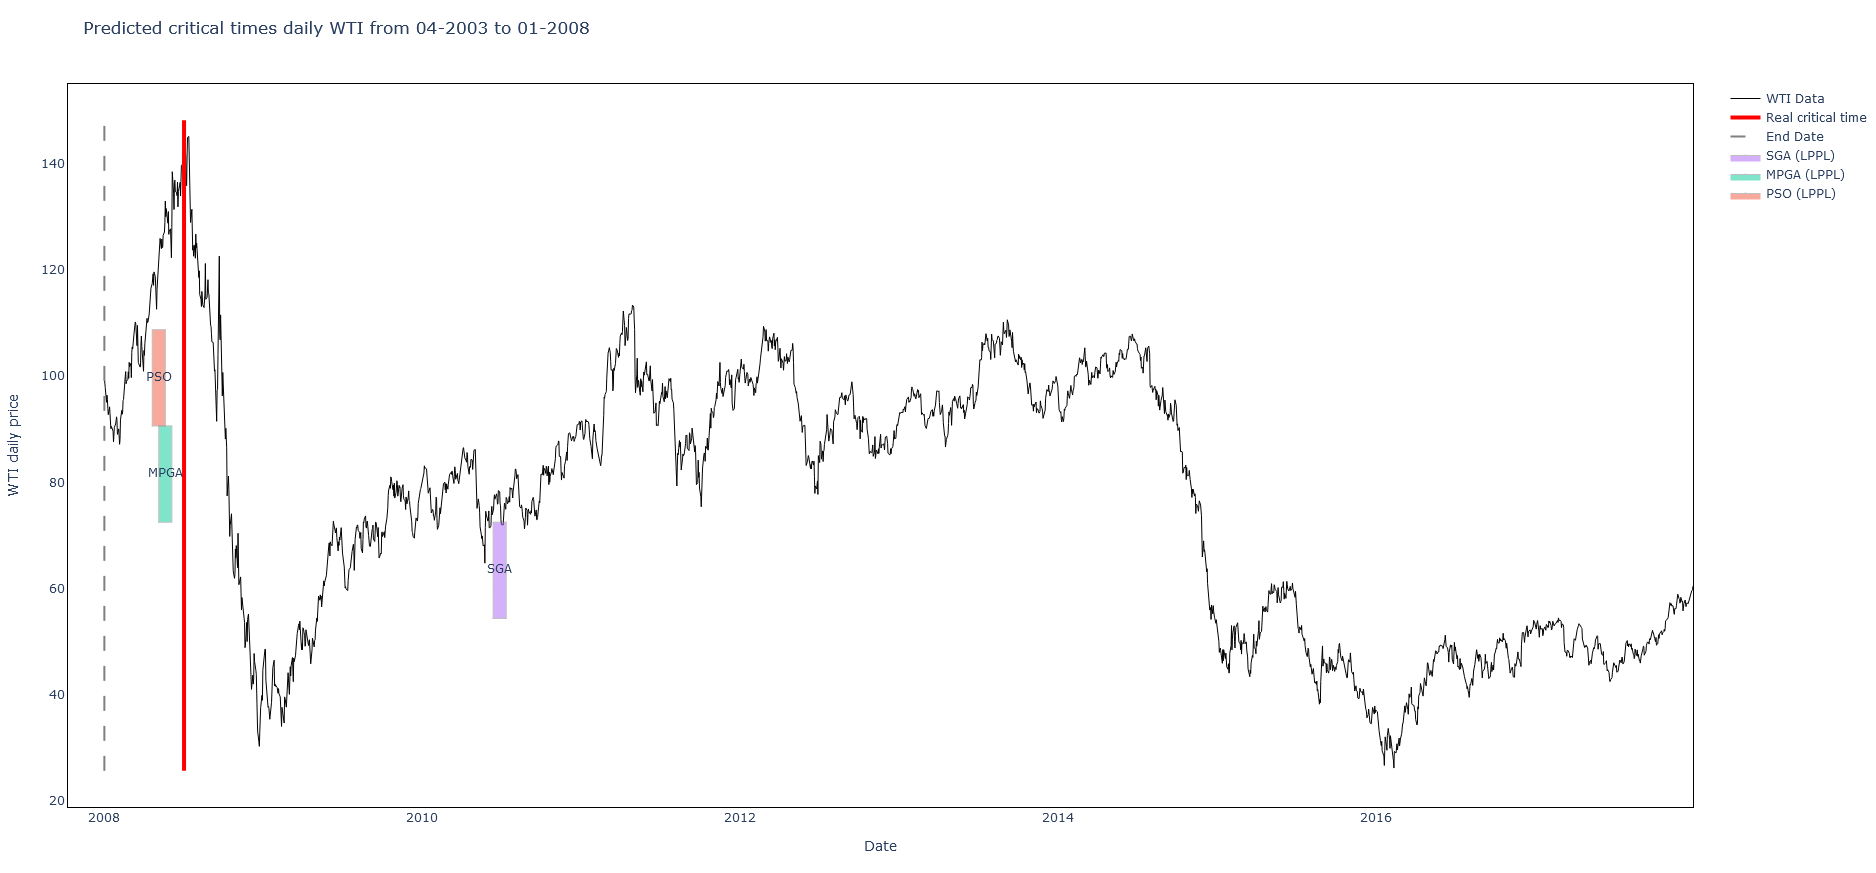 Predicted critical times daily WTI from 04-2003 to 01-2008
WTI Data
Real critical time
End Date
SGA (LPPL)
MPGA (LPPL)
PSO (LPPL)
WTI daily price
140
120
100
80
60
40
20
PSO
MPGA
SGA
2008
2010
2012
2014
2016
Date